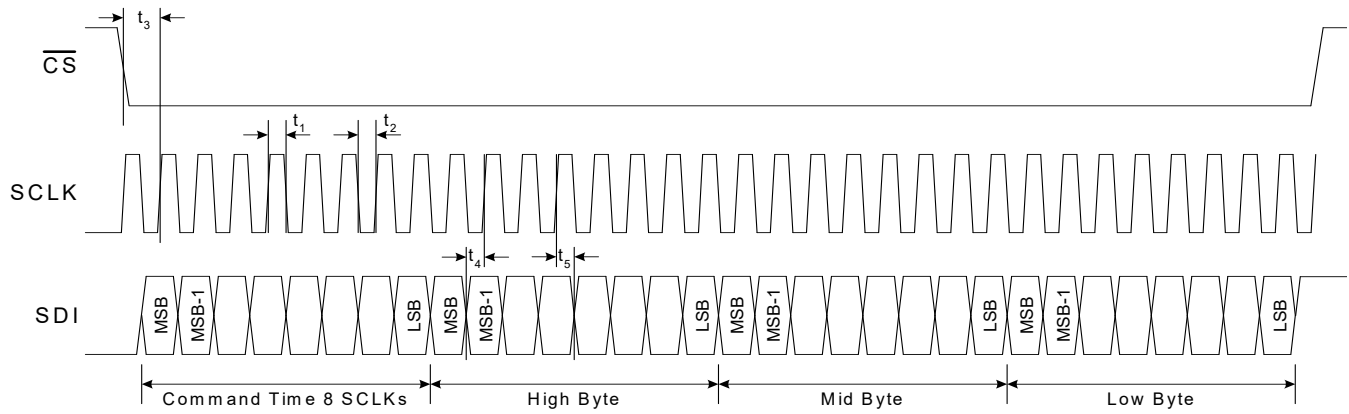 t3
CS
t1
t2
SCLK
t4
t5
SDI
MSB
MSB-1
LSB
MSB
MSB-1
LSB
MSB
MSB-1
LSB
MSB
MSB-1
LSB
Command Time 8 SCLKs
High Byte
Mid Byte
Low Byte